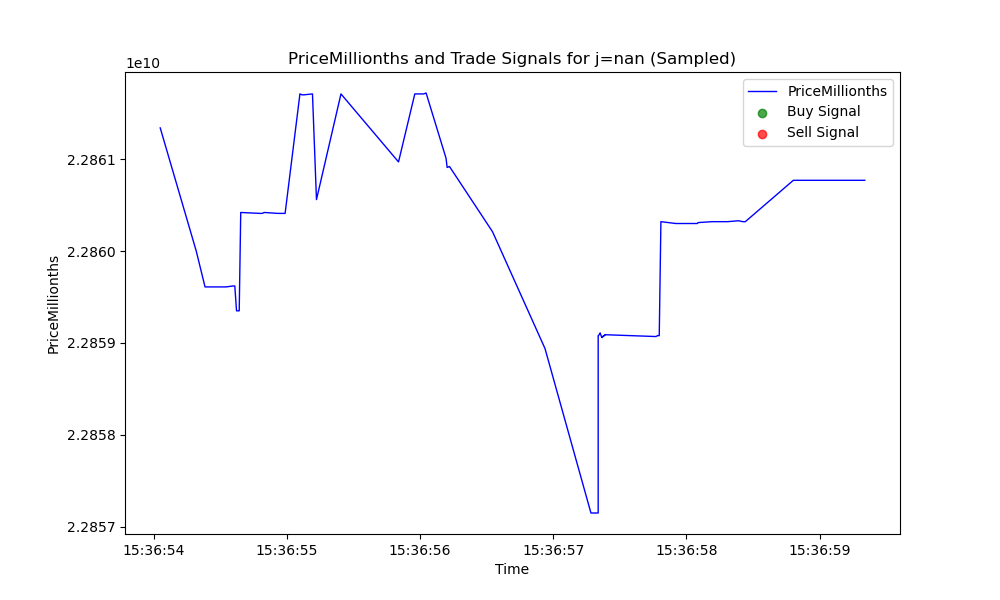 PriceMillionths and Trade Signals for j=nan (Sampled)
1e10
PriceMillionths
Buy Signal
Sell Signal
2.2861
2.2860
2.2859
2.2858
2.2857
PriceMillionths
15:36:54 15:36:55 15:36:56 15:36:57 15:36:58 15:36:59
Time